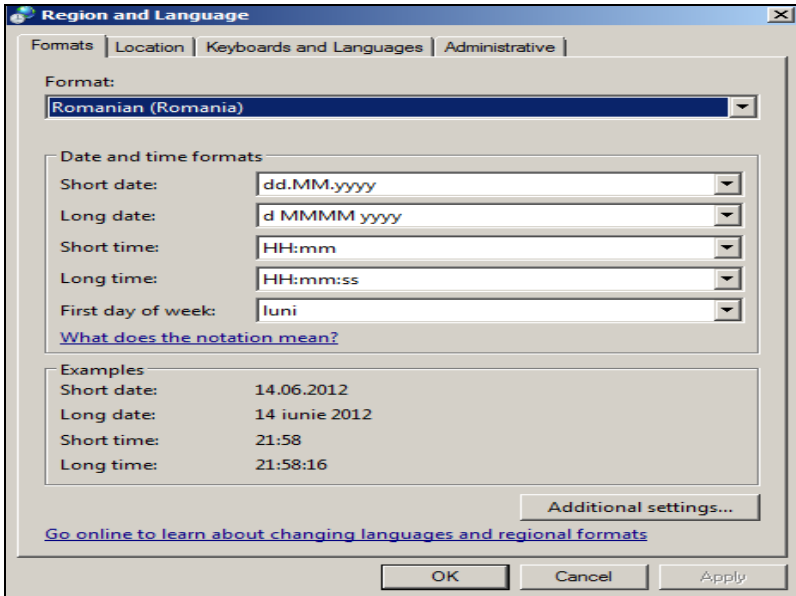 Region and Language
Formats Location Keyboards and Languages Administrative
Format:
Romanian (Romania)
Date and time formats
Short date: dd.MM.yyyy
Long date: d MMMM yyyy
Short time: HH:mm
Long time: HH:mm:ss
First day of week: luni
What does the notation mean?
Examples
Short date: 14.06.2012
Long date: 14 iunie 2012
Short time: 21:58
Long time: 21:58:16
Additional settings...
Go online to learn about changing languages and regional formats
OK Cancel Apply